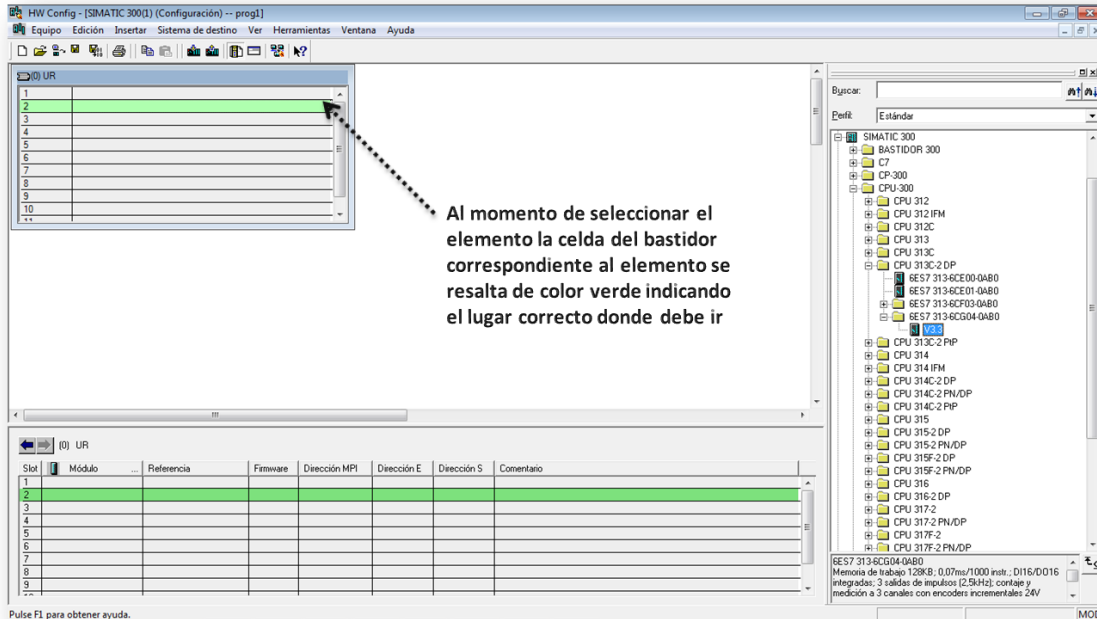 HW Config - [SIMATIC 300(1) (Configuración) -- prog1]
Equipo Edición Insertar Sistema de destino Ver Herramientas Ventana Ayuda
(0) UR
1
2
3
4
5
6
7
8
9
10
11
Al momento de seleccionar el
elemento la celda del bastidor
correspondiente al elemento se
resalta de color verde indicando
el lugar correcto donde debe ir
(0) UR
Slot Módulo ... Referencia Firmware Dirección MPI Dirección E Dirección S Comentario
1
2
3
4
5
6
7
8
9
Buscar:
Perfil: Estándar
SIMATIC 300
BASTIDOR 300
C7
CP-300
CPU-300
CPU 312
CPU 312 IFM
CPU 312C
CPU 313
CPU 313C
CPU 313C-2 DP
6ES7 313-6CE00-0AB0
6ES7 313-6CE01-0AB0
6ES7 313-6CF03-0AB0
6ES7 313-6CG04-0AB0
V3.3
CPU 313C-2 PtP
CPU 314
CPU 314 IFM
CPU 314C-2 DP
CPU 314C-2 PN/DP
CPU 314C-2 PtP
CPU 315
CPU 315-2 DP
CPU 315-2 PN/DP
CPU 315F-2 DP
CPU 315F-2 PN/DP
CPU 316
CPU 316-2 DP
CPU 317-2
CPU 317-2 PN/DP
CPU 317F-2
CPU 317F-2 PN/DP
6ES7 313-6CG04-0AB0
Memoria de trabajo 128KB; 0,07ms/1000 instr.; DI16/DO16
integradas; 3 salidas de impulsos (2,5kHz); contaje y
medición a 3 canales con encoders incrementales 24V
Pulse F1 para obtener ayuda.